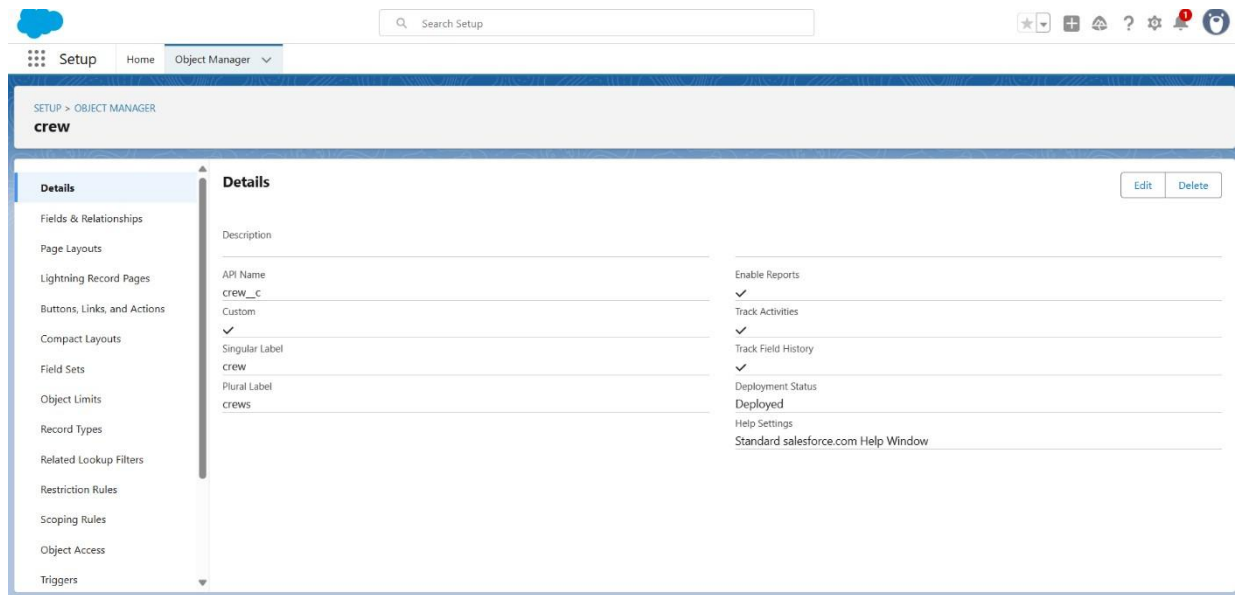 Search Setup
1
Setup
Home
Object Manager
SETUP > OBJECT MANAGER
crew
Details
Fields & Relationships
Page Layouts
Lightning Record Pages
Buttons, Links, and Actions
Compact Layouts
Field Sets
Object Limits
Record Types
Related Lookup Filters
Restriction Rules
Scoping Rules
Object Access
Triggers
Details
Edit
Delete
Description
API Name
crew__c
Custom
Singular Label
crew
Plural Label
crews
Enable Reports
Track Activities
Track Field History
Deployment Status
Deployed
Help Settings
Standard salesforce.com Help Window